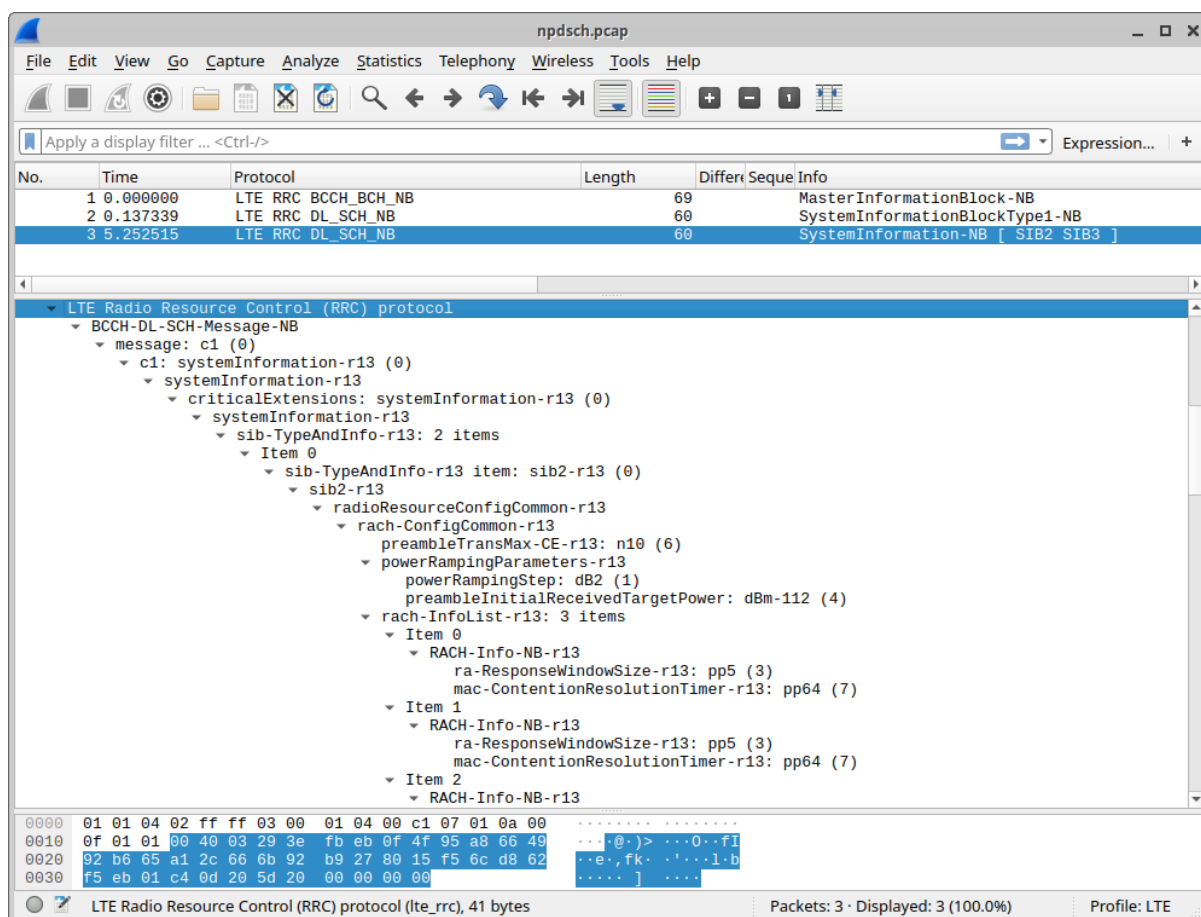 npdsch.pcap
File Edit View Go Capture Analyze Statistics Telephony Wireless Tools Help
Apply a display filter ... <Ctrl-/> Expression... +
No. Time Protocol Length Differe Seque Info
1 0.000000 LTE RRC BCCH_BCH_NB 69 MasterInformationBlock-NB
2 0.137339 LTE RRC DL_SCH_NB 60 SystemInformationBlockType1-NB
3 5.252515 LTE RRC DL_SCH_NB 60 SystemInformation-NB [ SIB2 SIB3 ]
LTE Radio Resource Control (RRC) protocol
BCCH-DL-SCH-Message-NB
message: c1 (0)
c1: systemInformation-r13 (0)
systemInformation-r13
criticalExtensions: systemInformation-r13 (0)
systemInformation-r13
sib-TypeAndInfo-r13: 2 items
Item 0
sib-TypeAndInfo-r13 item: sib2-r13 (0)
sib2-r13
radioResourceConfigCommon-r13
rach-ConfigCommon-r13
preambleTransMax-CE-r13: n10 (6)
powerRampingParameters-r13
powerRampingStep: dB2 (1)
preambleInitialReceivedTargetPower: dBm-112 (4)
rach-InfoList-r13: 3 items
Item 0
RACH-Info-NB-r13
ra-ResponseWindowSize-r13: pp5 (3)
mac-ContentionResolutionTimer-r13: pp64 (7)
Item 1
RACH-Info-NB-r13
ra-ResponseWindowSize-r13: pp5 (3)
mac-ContentionResolutionTimer-r13: pp64 (7)
Item 2
RACH-Info-NB-r13
0000 01 01 04 02 ff ff 03 00 01 04 00 c1 07 01 0a 00 ········ ········
0010 0f 01 01 00 40 03 29 3e fb eb 0f 4f 95 a8 66 49 ····@·)> ···O··fI
0020 92 b6 65 a1 2c 66 6b 92 b9 27 80 15 f5 6c d8 62 ··e·,fk· ·'···l·b
0030 f5 eb 01 c4 0d 20 5d 20 00 00 00 00 ····· ] ····
LTE Radio Resource Control (RRC) protocol (lte_rrc), 41 bytes Packets: 3 · Displayed: 3 (100.0%) Profile: LTE